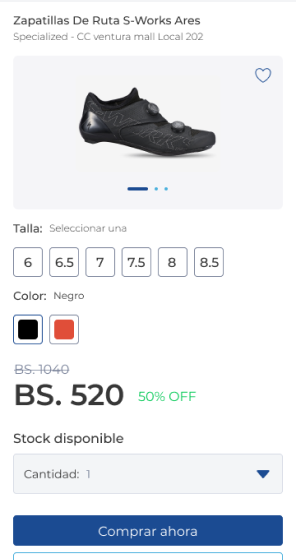 Zapatillas De Ruta S-Works Ares
Specialized - CC ventura mall Local 202
Talla: Seleccionar una
6 6.5 7 7.5 8 8.5
Color: Negro
BS. 1040
BS. 520 50% OFF
Stock disponible
Cantidad: 1
Comprar ahora